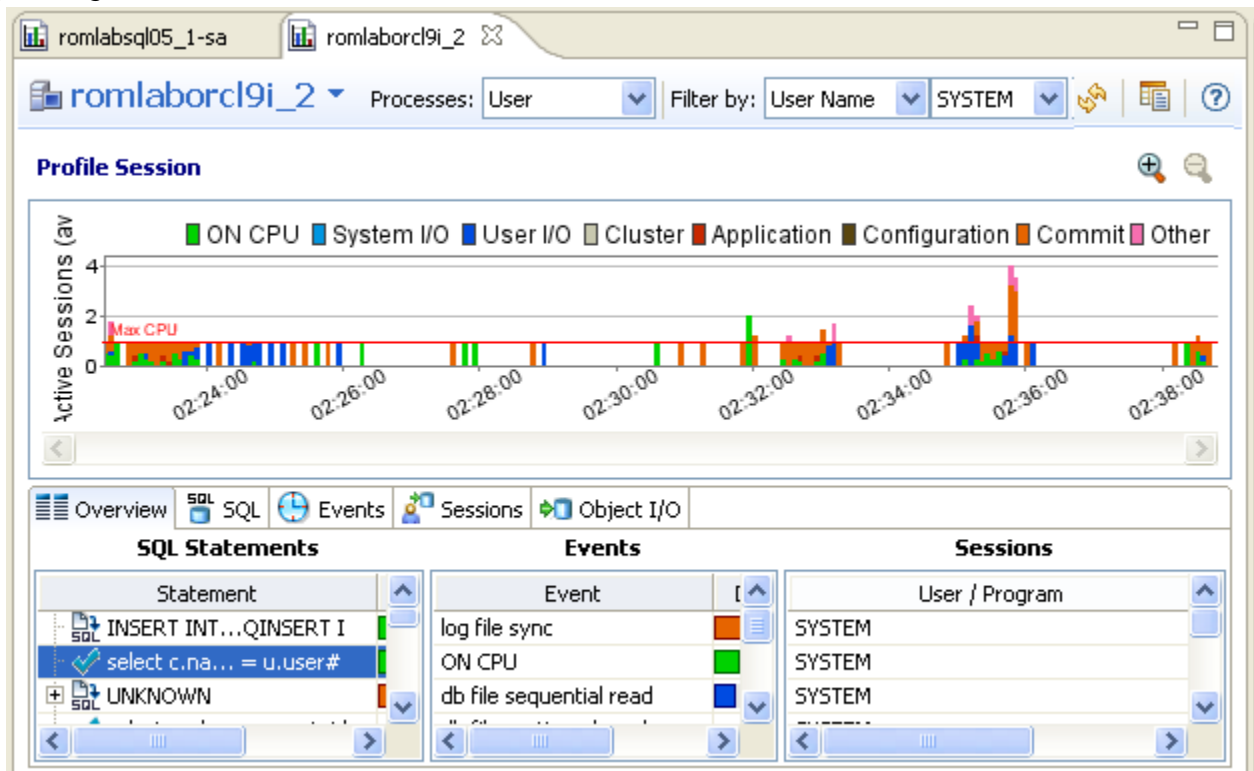 romlabsql05_1-sa romlaborcl9i_2
romlaborcl9i_2 Processes: User Filter by: User Name SYSTEM
Profile Session
Active Sessions (av
ON CPU System I/O User I/O Cluster Application Configuration Commit Other
4
2
Max CPU
0
02:24:00 02:26:00 02:28:00 02:30:00 02:32:00 02:34:00 02:36:00 02:38:00
Overview SQL Events Sessions Object I/O
SQL Statements Events Sessions
Statement Event User / Program
SQL INSERT INT...QINSERT I log file sync SYSTEM
select c.na... = u.user# ON CPU SYSTEM
SQL UNKNOWN db file sequential read SYSTEM